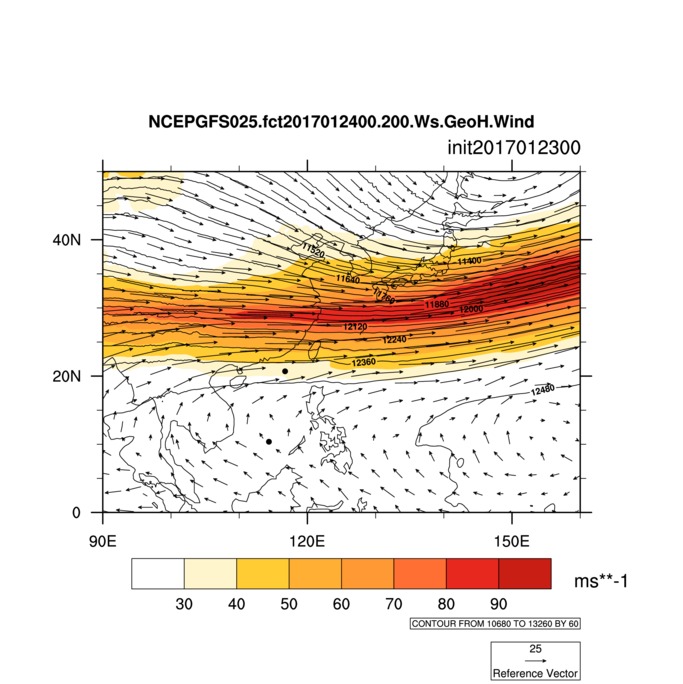 NCEPGFS025.fct2017012400.200.Ws.GeoH.Wind
init2017012300
40N
20N
0
11520
11640
11760
11400
11880
12000
12120
12240
12360
12480
90E
120E
150E
30 40 50 60 70 80 90
ms**-1
CONTOUR FROM 10680 TO 13260 BY 60
25
Reference Vector